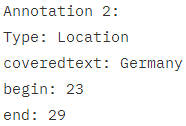 Annotation 2:
Type: Location
coveredtext: Germany
begin: 23
end: 29